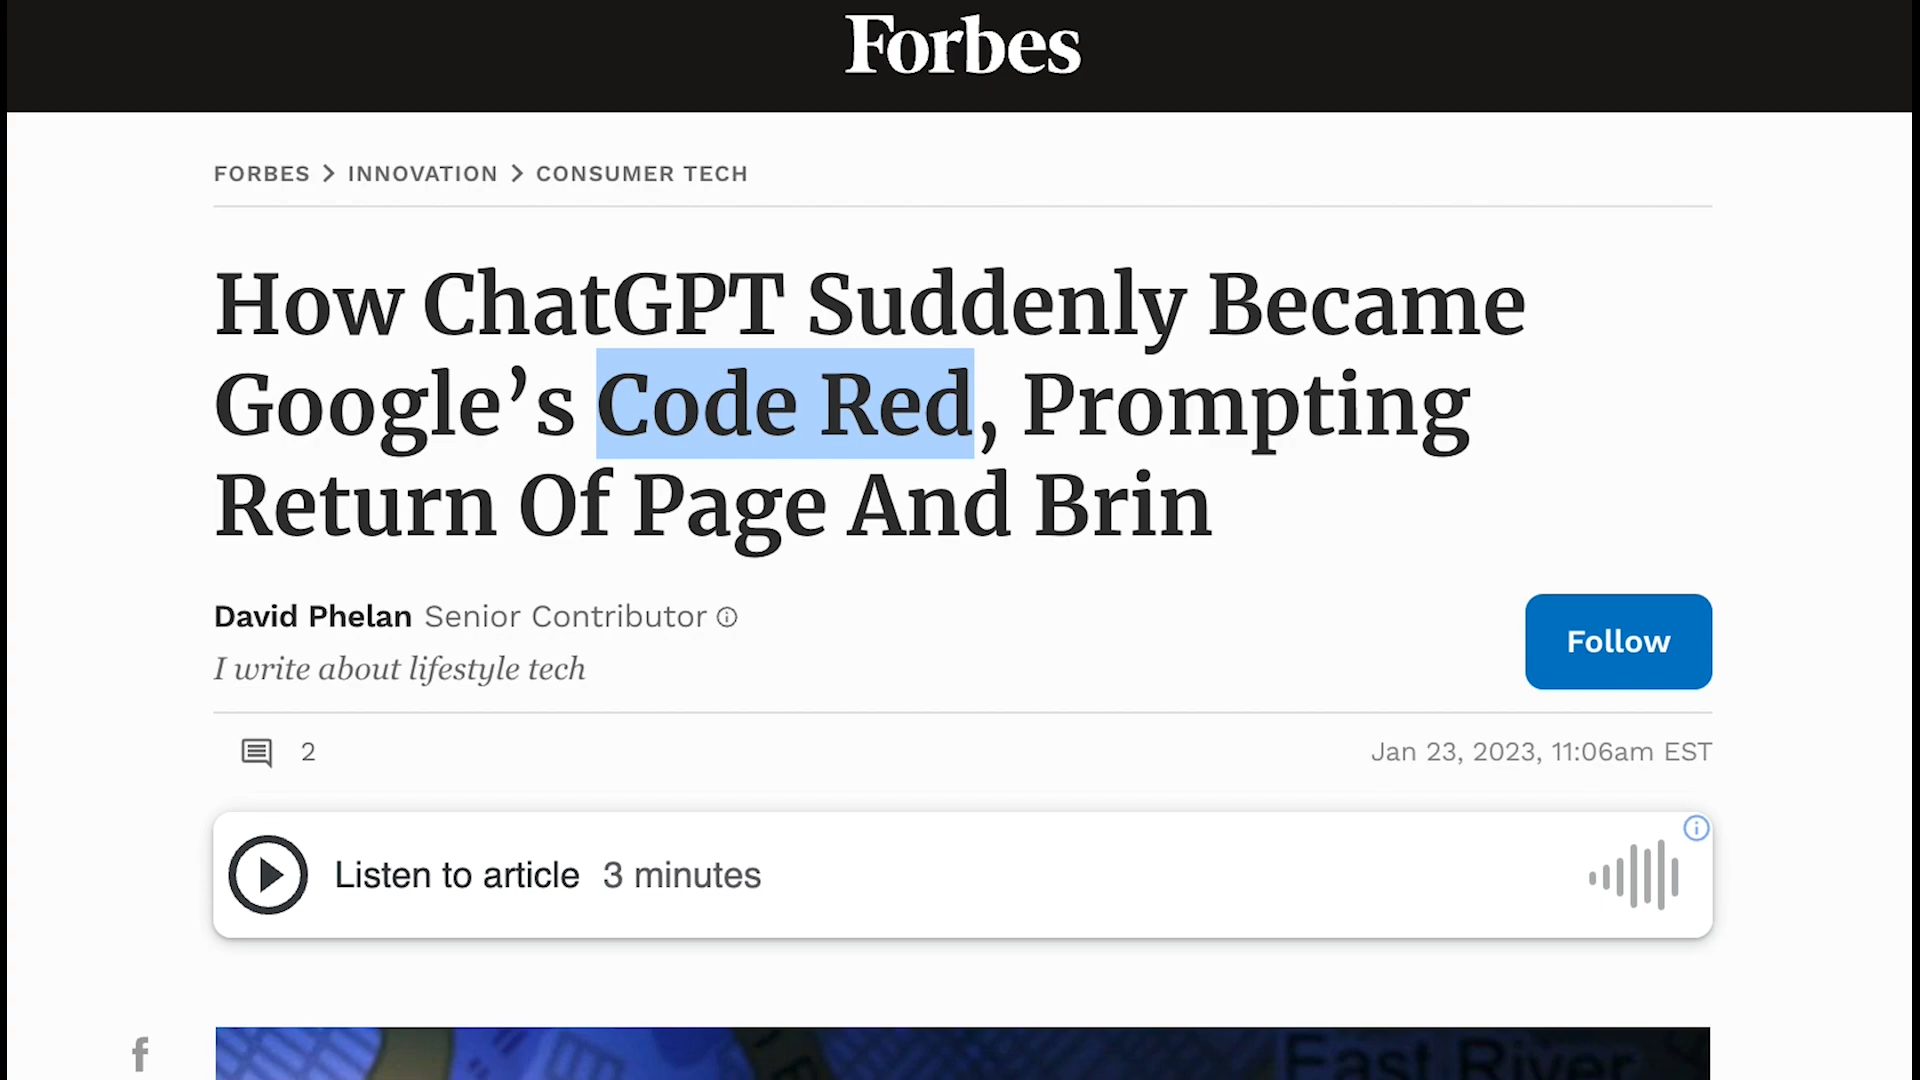 Forbes
FORBES > INNOVATION > CONSUMER TECH
How ChatGPT Suddenly Became
Google’s Code Red, Prompting
Return Of Page And Brin
David Phelan Senior Contributor
I write about lifestyle tech
Follow
2
Jan 23, 2023, 11:06am EST
Listen to article 3 minutes
f
East River